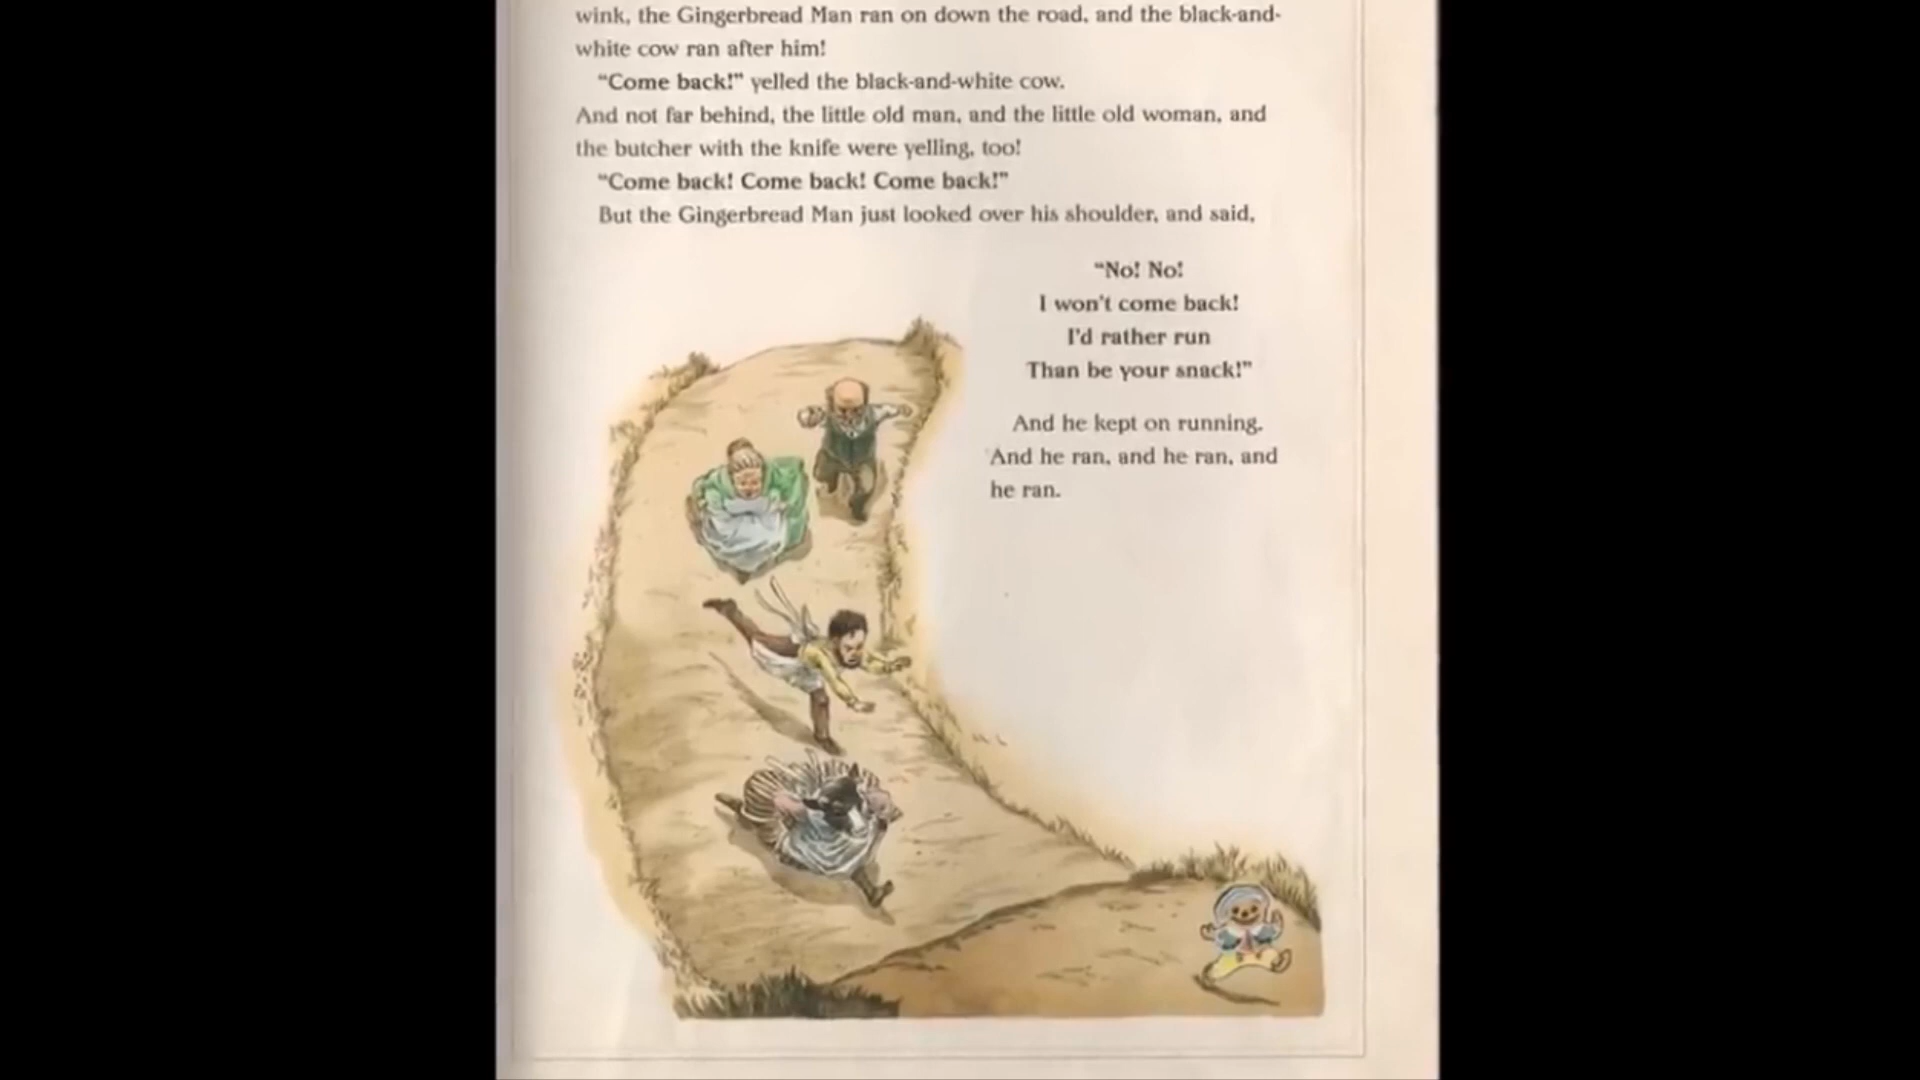 wink, the Gingerbread Man ran on down the road, and the black-and-
white cow ran after him!
"Come back!" yelled the black-and-white cow.
And not far behind, the little old man, and the little old woman, and
the butcher with the knife were yelling, too!
"Come back! Come back! Come back!"
But the Gingerbread Man just looked over his shoulder, and said,
"No! No!
I won't come back!
I'd rather run
Than be your snack!"
And he kept on running.
And he ran, and he ran, and
he ran.